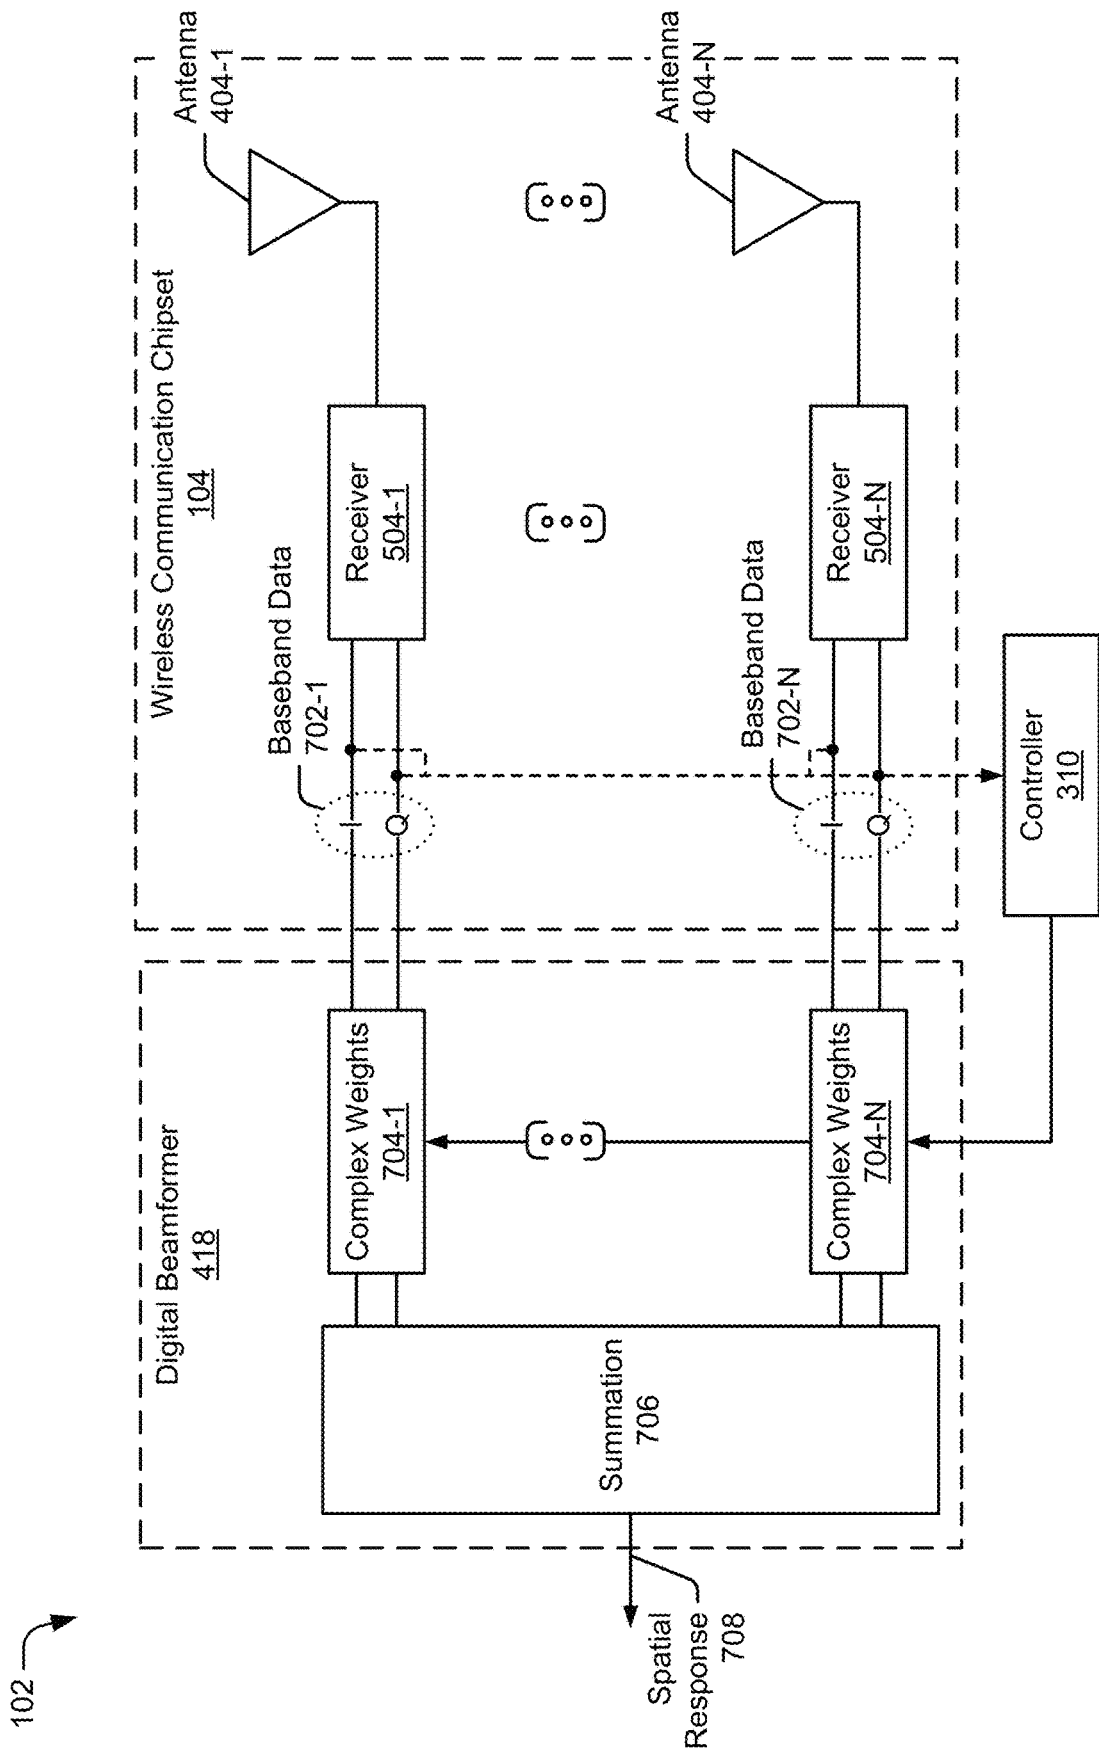 102
Digital Beamformer
418
Wireless Communication Chipset
104
Antenna
404-1
Baseband Data
702-1
Complex Weights
704-1
I
Q
Receiver
504-1
Summation
706
Spatial
Response
708
Antenna
404-N
Baseband Data
702-N
Complex Weights
704-N
I
Q
Receiver
504-N
Controller
310